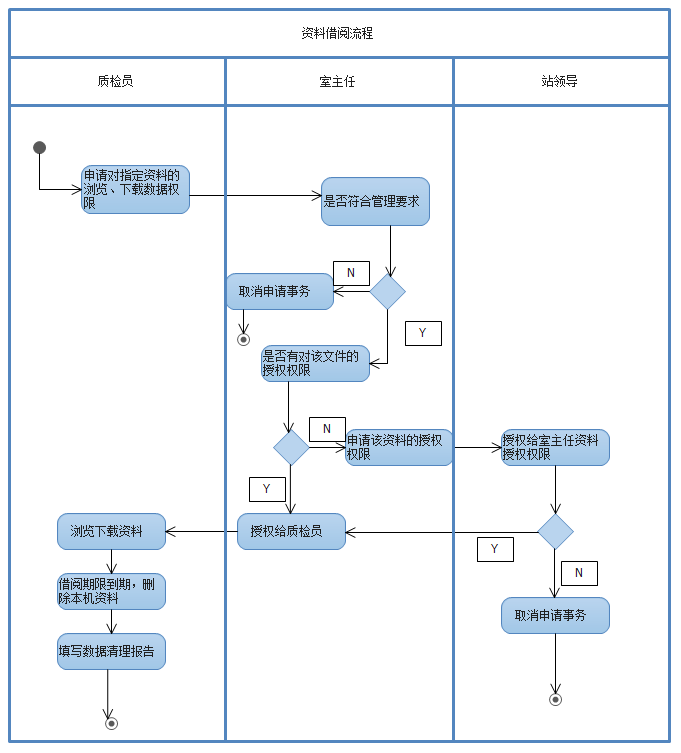 资料借阅流程
质检员
室主任
站领导
申请对指定资料的
浏览、下载数据权
限
是否符合管理要求
N
取消申请事务
Y
是否有对该文件的
授权权限
N
申请该资料的授权
权限
授权给室主任资料
授权权限
Y
浏览下载资料
授权给质检员
Y
N
借阅期限到期，删
除本机资料
取消申请事务
填写数据清理报告